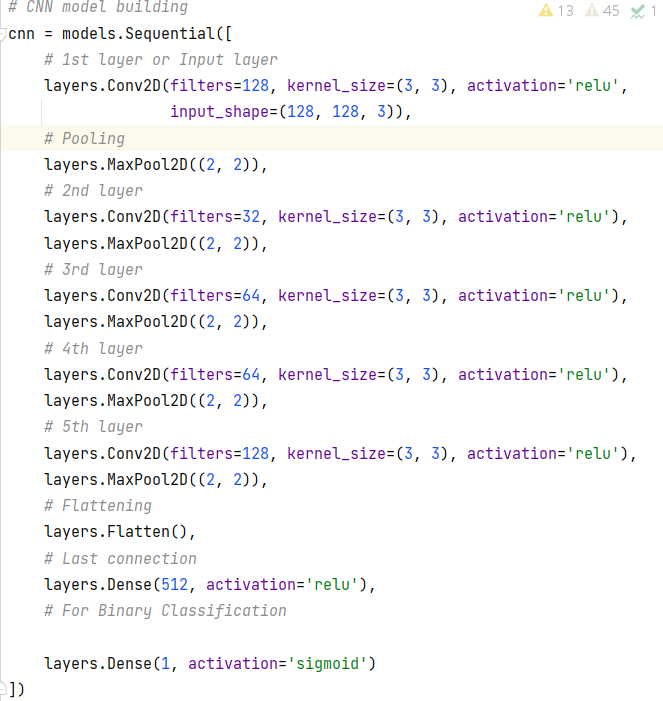 # CNN model building
13 45 1
cnn = models.Sequential([
    # 1st layer or Input layer
    layers.Conv2D(filters=128, kernel_size=(3, 3), activation='relu',
                  input_shape=(128, 128, 3)),
    # Pooling
    layers.MaxPool2D((2, 2)),
    # 2nd layer
    layers.Conv2D(filters=32, kernel_size=(3, 3), activation='relu'),
    layers.MaxPool2D((2, 2)),
    # 3rd layer
    layers.Conv2D(filters=64, kernel_size=(3, 3), activation='relu'),
    layers.MaxPool2D((2, 2)),
    # 4th layer
    layers.Conv2D(filters=64, kernel_size=(3, 3), activation='relu'),
    layers.MaxPool2D((2, 2)),
    # 5th layer
    layers.Conv2D(filters=128, kernel_size=(3, 3), activation='relu'),
    layers.MaxPool2D((2, 2)),
    # Flattening
    layers.Flatten(),
    # Last connection
    layers.Dense(512, activation='relu'),
    # For Binary Classification
    layers.Dense(1, activation='sigmoid')
])